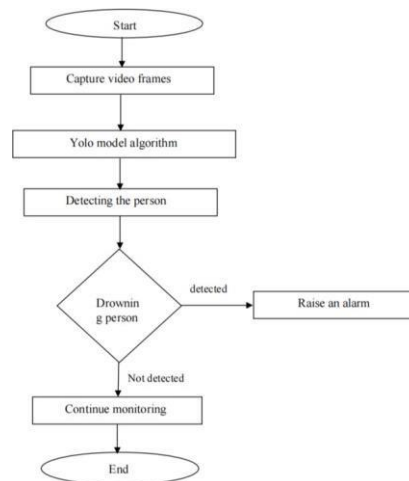 Start
Capture video frames
Yolo model algorithm
Detecting the person
Drownin
g person
detected
Raise an alarm
Not detected
Continue monitoring
End